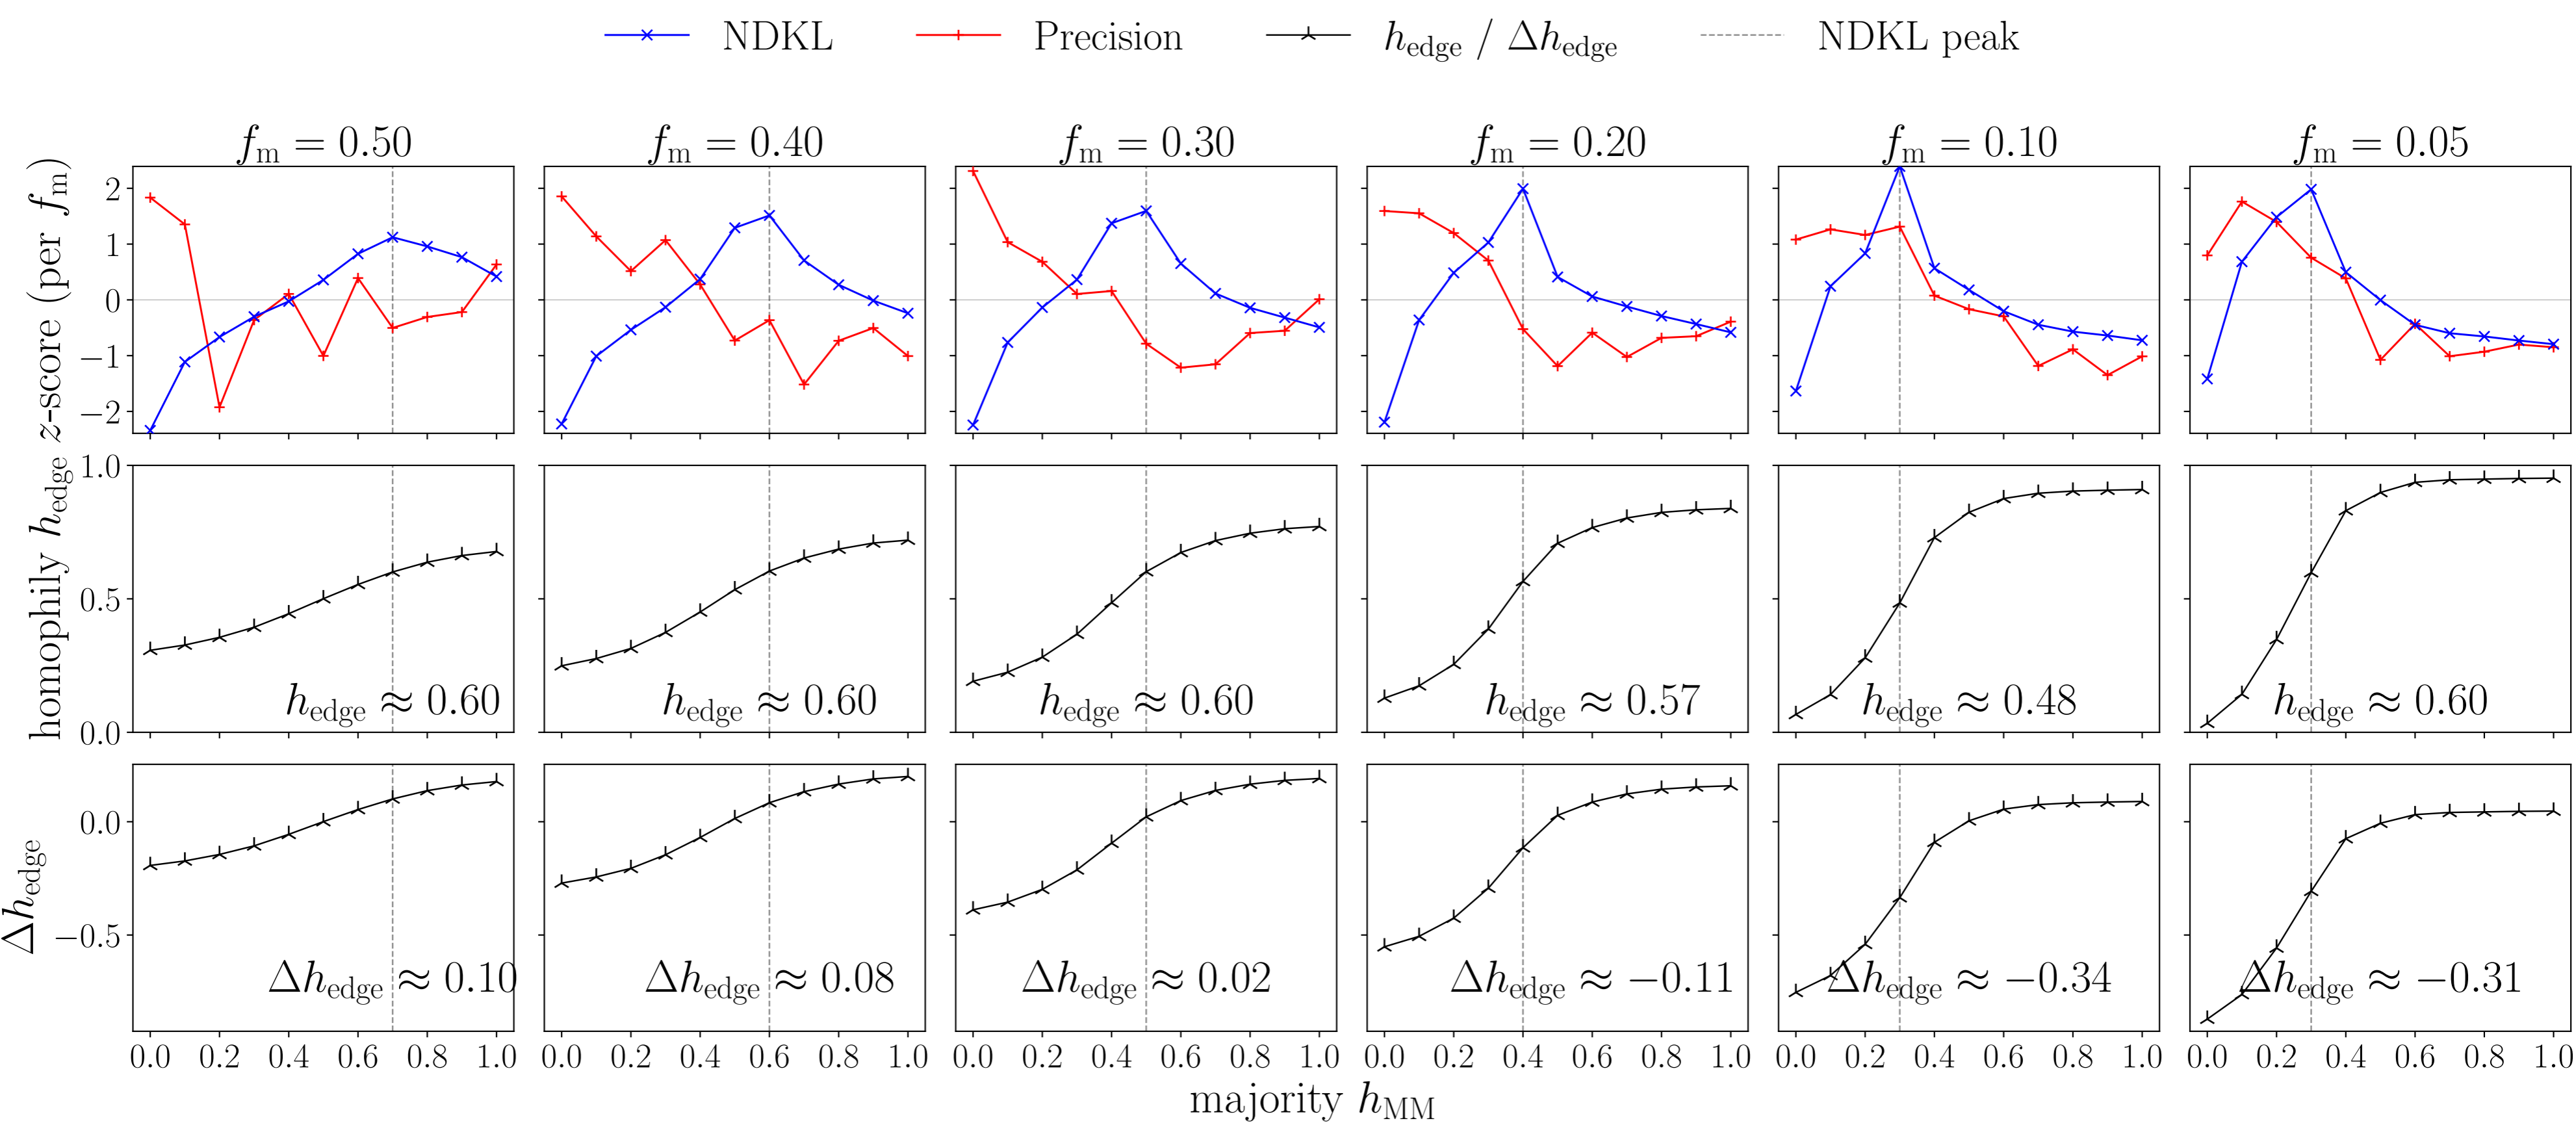 NDKL Precision h_edge / Δh_edge NDKL peak
f_m = 0.50 f_m = 0.40 f_m = 0.30 f_m = 0.20 f_m = 0.10 f_m = 0.05
z-score (per f_m)
2
1
0
−1
−2
homophily h_edge
1.0
0.5
0.0
h_edge ≈ 0.60 h_edge ≈ 0.60 h_edge ≈ 0.60 h_edge ≈ 0.57 h_edge ≈ 0.48 h_edge ≈ 0.60
Δh_edge
0.0
−0.5
Δh_edge ≈ 0.10 Δh_edge ≈ 0.08 Δh_edge ≈ 0.02 Δh_edge ≈ −0.11 Δh_edge ≈ −0.34 Δh_edge ≈ −0.31
0.0 0.2 0.4 0.6 0.8 1.0 0.0 0.2 0.4 0.6 0.8 1.0 0.0 0.2 0.4 0.6 0.8 1.0 0.0 0.2 0.4 0.6 0.8 1.0 0.0 0.2 0.4 0.6 0.8 1.0 0.0 0.2 0.4 0.6 0.8 1.0
majority h_MM